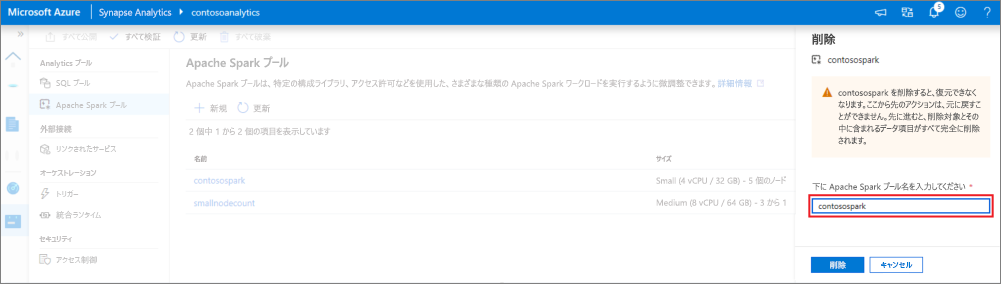 Microsoft Azure
Synapse Analytics
contosoanalytics
5
すべて公開
すべて検証
更新
すべて破棄
Analytics プール
SQL プール
Apache Spark プール
外部接続
リンクされたサービス
オーケストレーション
トリガー
統合ランタイム
セキュリティ
アクセス制御
Apache Spark プール
Apache Spark プールは、特定の構成ライブラリ、アクセス許可などを使用した、さまざまな種類の Apache Spark ワークロードを実行するように微調整できます。詳細情報
新規
更新
2 個中 1 から 2 個の項目を表示しています
名前
サイズ
contosospark
Small (4 vCPU / 32 GB) - 5 個のノード
smallnodecount
Medium (8 vCPU / 64 GB) - 3 から 1
削除
contosospark
contosospark を削除すると、復元できなく
なります。ここから先のアクションは、元に戻すこ
とができません。先に進むと、削除対象とその
中に含まれるデータ項目がすべて完全に削除
されます。
下に Apache Spark プール名を入力してください *
contosospark
削除
キャンセル